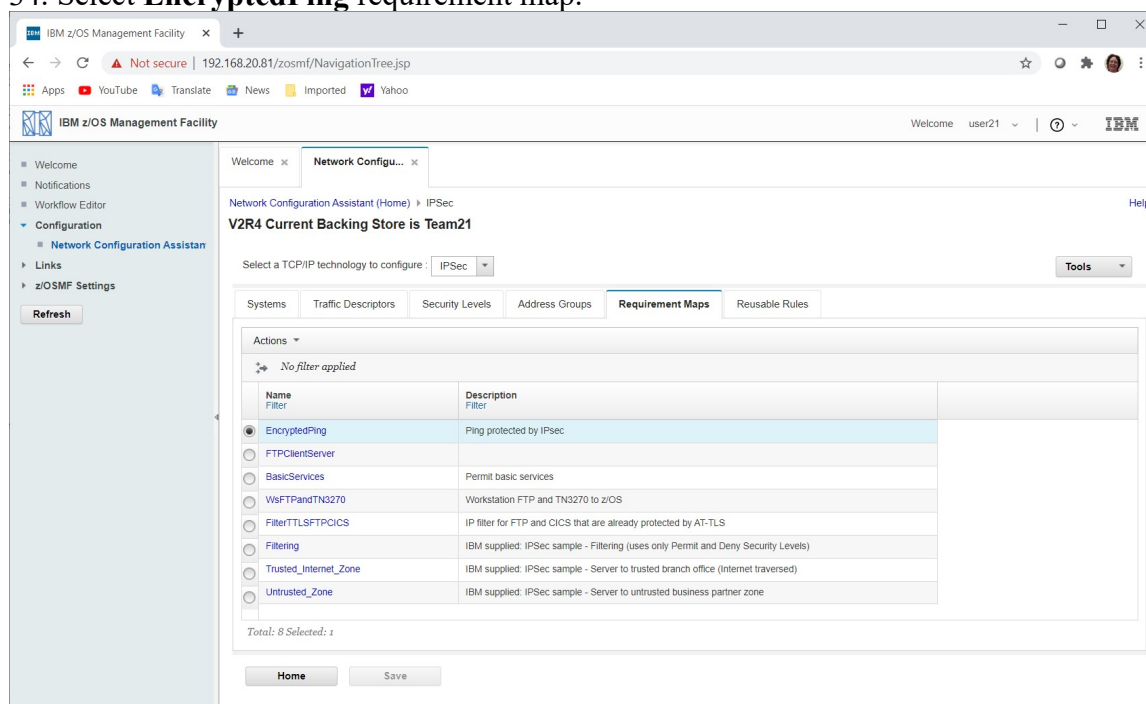 34. Select EncryptedPing requirement map.
IBM z/OS Management Facility
Not secure | 192.168.20.81/zosmf/NavigationTree.jsp
Apps YouTube Translate News Imported Yahoo
IBM z/OS Management Facility Welcome user21 IBM
Welcome
Notifications
Workflow Editor
Configuration
Network Configuration Assistan
Links
z/OSMF Settings
Refresh
Welcome Network Configu...
Network Configuration Assistant (Home) IPSec Help
V2R4 Current Backing Store is Team21
Select a TCP/IP technology to configure : IPSec Tools
Systems Traffic Descriptors Security Levels Address Groups Requirement Maps Reusable Rules
Actions
No filter applied
Name Description
Filter Filter
EncryptedPing Ping protected by IPsec
FTPClientServer
BasicServices Permit basic services
WsFTPandTN3270 Workstation FTP and TN3270 to z/OS
FilterTTLSFTPCICS IP filter for FTP and CICS that are already protected by AT-TLS
Filtering IBM supplied: IPSec sample - Filtering (uses only Permit and Deny Security Levels)
Trusted_Internet_Zone IBM supplied: IPSec sample - Server to trusted branch office (Internet traversed)
Untrusted_Zone IBM supplied: IPSec sample - Server to untrusted business partner zone
Total: 8 Selected: 1
Home Save